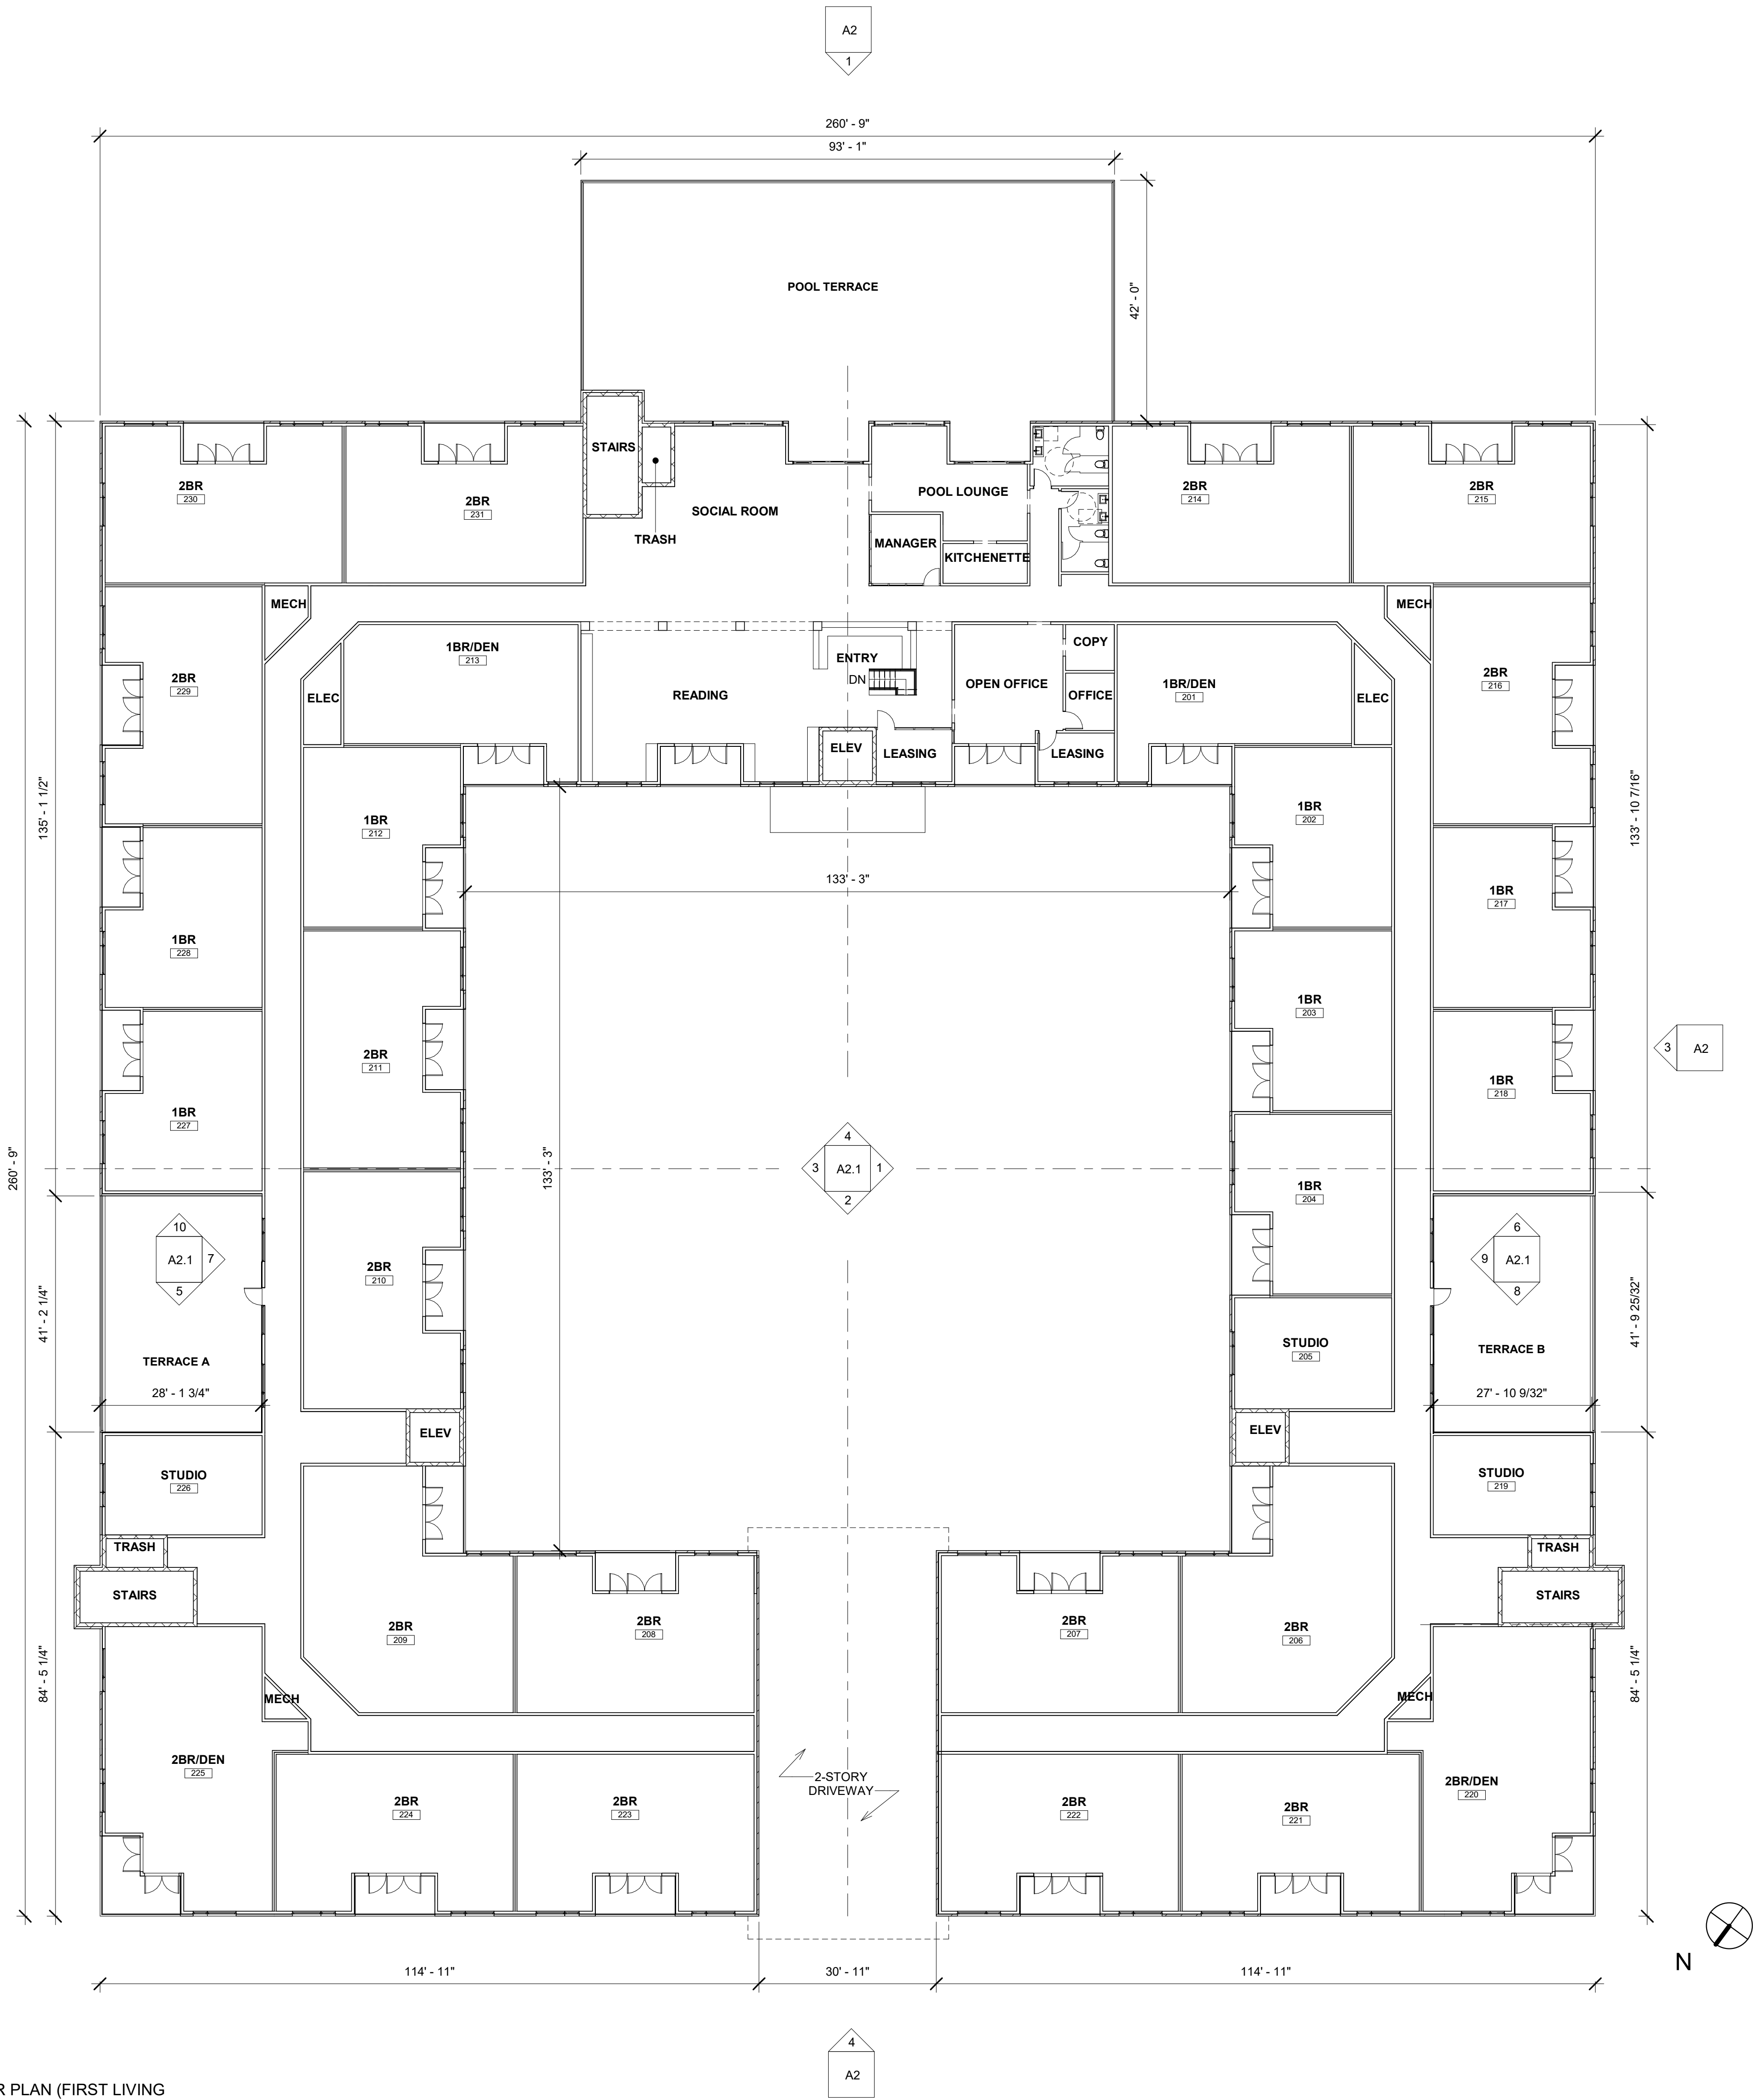 A2
1
260' - 9"
93' - 1"
POOL TERRACE
42' - 0"
STAIRS
2BR
230
2BR
231
SOCIAL ROOM
TRASH
POOL LOUNGE
MANAGER
KITCHENETTE
2BR
214
2BR
215
MECH
MECH
1BR/DEN
213
ENTRY
DN
READING
OPEN OFFICE
COPY
OFFICE
1BR/DEN
201
ELEC
ELEC
2BR
229
2BR
216
ELEV
LEASING
LEASING
135' - 1 1/2"
133' - 10 7/16"
1BR
212
1BR
202
133' - 3"
1BR
228
1BR
217
1BR
203
2BR
211
3
A2
1BR
227
1BR
218
260' - 9"
133' - 3"
4
3
A2.1
1
2
1BR
204
10
A2.1
7
5
2BR
210
6
9
A2.1
8
41' - 2 1/4"
41' - 9 25/32"
TERRACE A
28' - 1 3/4"
STUDIO
205
TERRACE B
27' - 10 9/32"
ELEV
ELEV
STUDIO
226
STUDIO
219
TRASH
TRASH
STAIRS
STAIRS
84' - 5 1/4"
84' - 5 1/4"
2BR
209
2BR
208
2BR
207
2BR
206
MECH
MECH
2BR/DEN
225
2BR
224
2BR
223
2-STORY
DRIVEWAY
2BR
222
2BR
221
2BR/DEN
220
N
114' - 11"
30' - 11"
114' - 11"
4
A2
R PLAN (FIRST LIVING